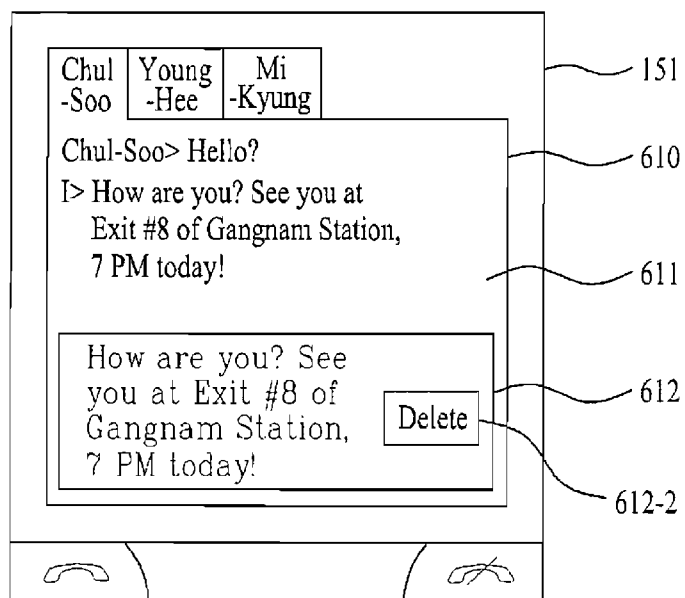 Chul
-Soo
Young
-Hee
Mi
-Kyung
151
Chul-Soo> Hello?
610
I> How are you? See you at
Exit #8 of Gangnam Station,
7 PM today!
611
How are you? See
you at Exit #8 of
Gangnam Station,
7 PM today!
Delete
612
612-2